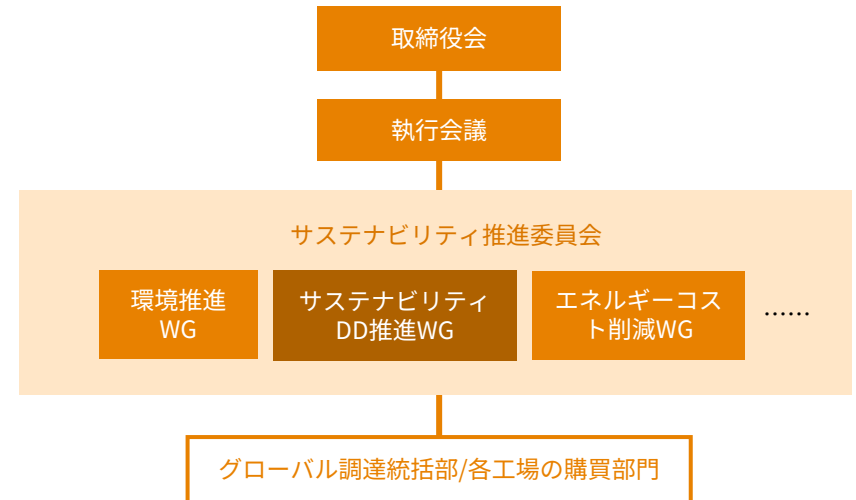 取締役会
執行会議
サステナビリティ推進委員会
環境推進
WG
サステナビリティ
DD推進WG
エネルギーコス
ト削減WG
……
グローバル調達統括部/各工場の購買部門